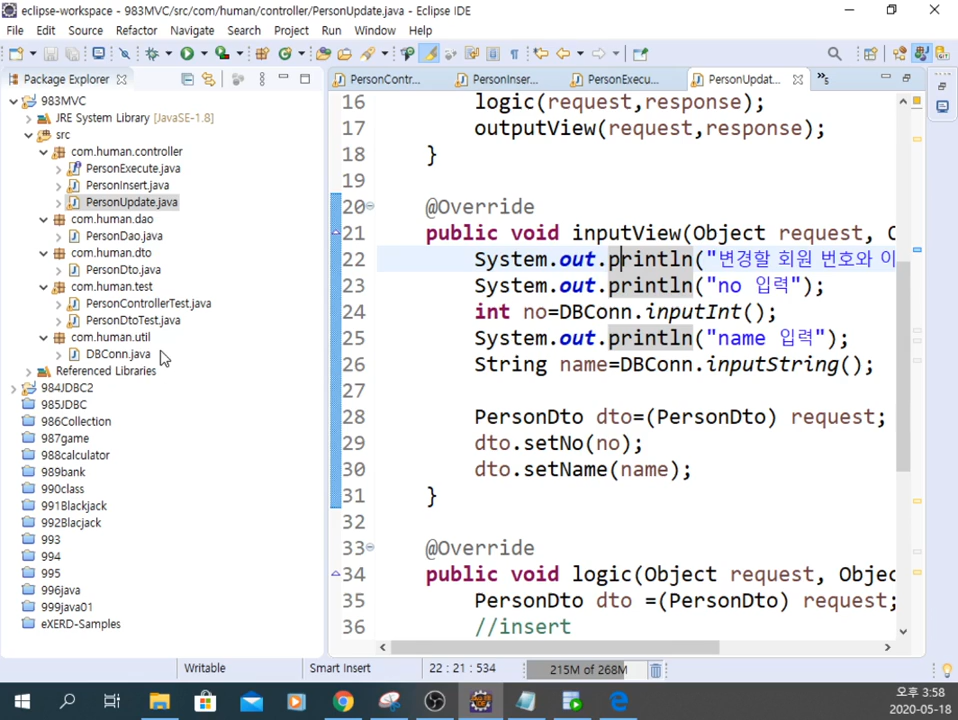 eclipse-workspace - 983MVC/src/com/human/controller/PersonUpdate.java - Eclipse IDE
File Edit Source Refactor Navigate Search Project Run Window Help
Package Explorer
983MVC
JRE System Library [JavaSE-1.8]
src
com.human.controller
PersonExecute.java
PersonInsert.java
PersonUpdate.java
com.human.dao
PersonDao.java
com.human.dto
PersonDto.java
com.human.test
PersonControllerTest.java
PersonDtoTest.java
com.human.util
DBConn.java
Referenced Libraries
984JDBC2
985JDBC
986Collection
987game
988calculator
989bank
990class
991Blackjack
992Blacjack
993
994
995
996java
999java01
eXERD-Samples
PersonContr... PersonInser... PersonExecu... PersonUpdat... »5
16 logic(request,response);
17 outputView(request,response);
18 }
19
20 @Override
21 public void inputView(Object request, O
22 System.out.println("변경할 회원 번호와 이
23 System.out.println("no 입력");
24 int no=DBConn.inputInt();
25 System.out.println("name 입력");
26 String name=DBConn.inputString();
27
28 PersonDto dto=(PersonDto) request;
29 dto.setNo(no);
30 dto.setName(name);
31 }
32
33 @Override
34 public void logic(Object request, Objec
35 PersonDto dto =(PersonDto) request;
36 //insert
Writable Smart Insert 22 : 21 : 534 215M of 268M
오후 3:58
2020-05-18